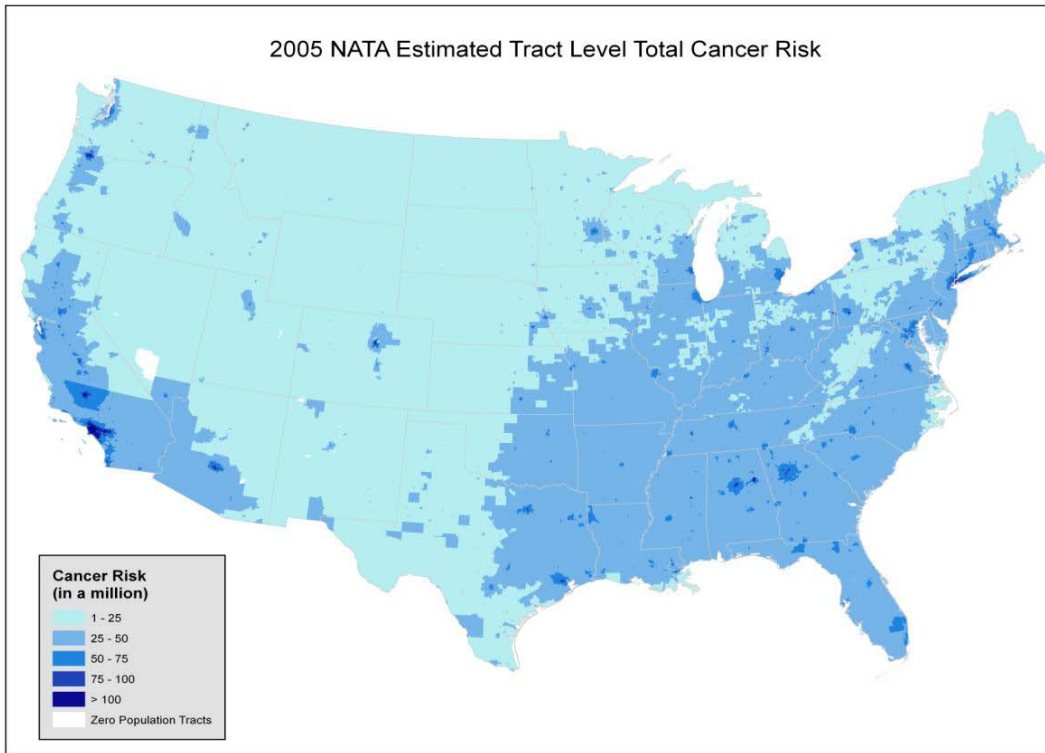 2005 NATA Estimated Tract Level Total Cancer Risk
Cancer Risk
(in a million)
1 - 25
25 - 50
50 - 75
75 - 100
> 100
Zero Population Tracts